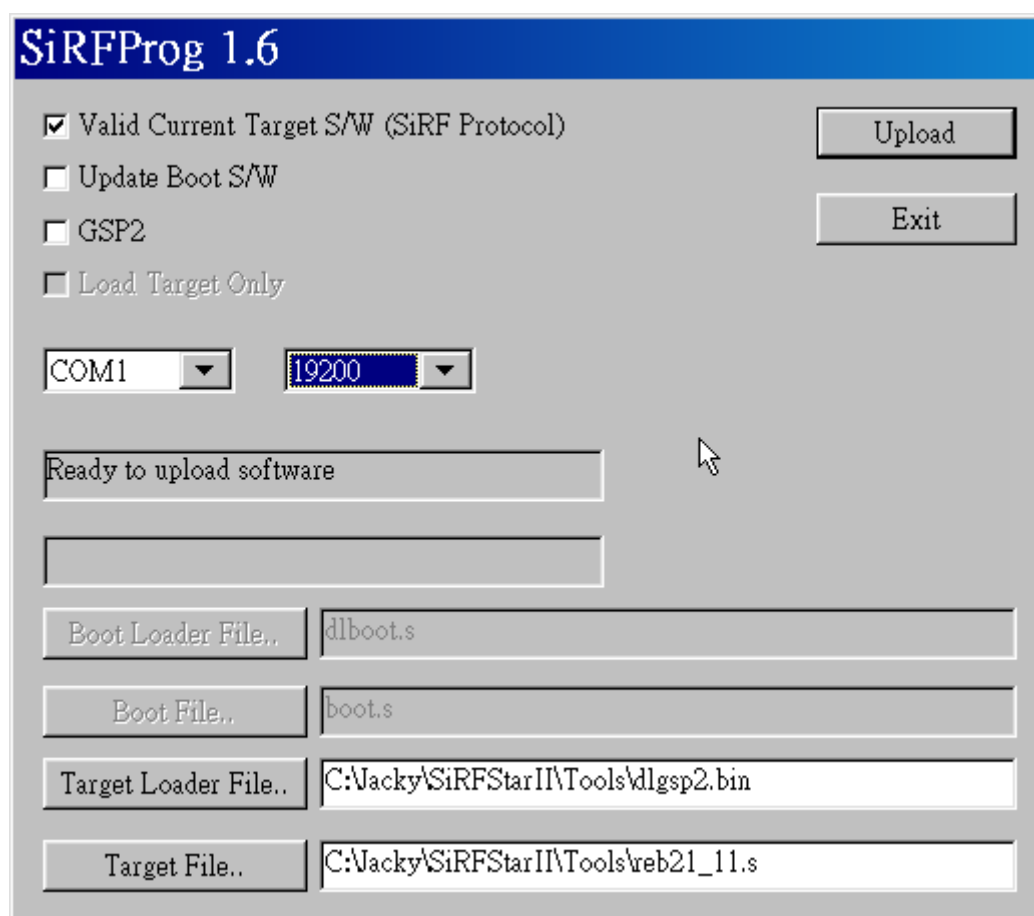 SiRFProg 1.6
Valid Current Target S/W (SiRF Protocol)
Upload
Update Boot S/W
Exit
GSP2
Load Target Only
COM1
19200
Ready to upload software
Boot Loader File..
dlboot.s
Boot File..
boot.s
Target Loader File..
C:\Jacky\SiRFStarII\Tools\dlgsp2.bin
Target File..
C:\Jacky\SiRFStarII\Tools\reb21_11.s